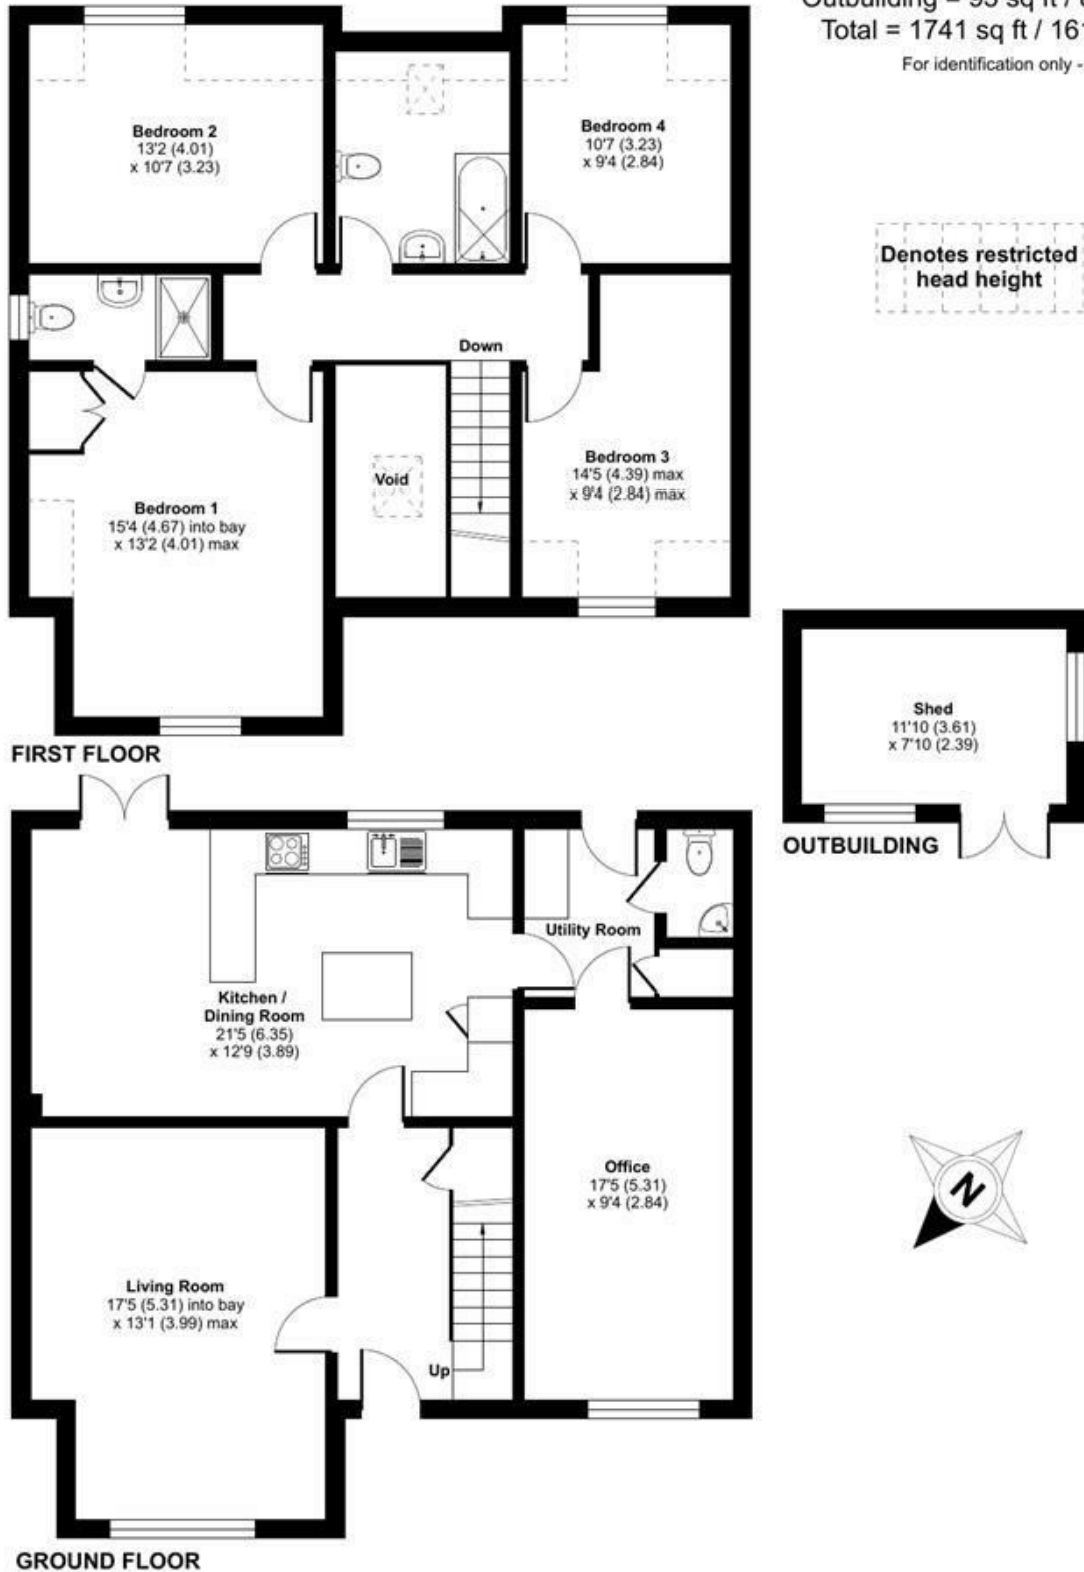 Total = 1741 sq ft /
For identification only -
Bedroom 2
13'2 (4.01)
x 10'7 (3.23)
Bedroom 4
10'7 (3.23)
x 9'4 (2.84)
Denotes restricted
head height
Down
Bedroom 3
14'5 (4.39) max
x 9'4 (2.84) max
Void
Bedroom 1
15'4 (4.67) into bay
x 13'2 (4.01) max
FIRST FLOOR
Shed
11'10 (3.61)
x 7'10 (2.39)
OUTBUILDING
Utility Room
Kitchen /
Dining Room
21'5 (6.35)
x 12'9 (3.89)
Office
17'5 (5.31)
x 9'4 (2.84)
N
Living Room
17'5 (5.31) into bay
x 13'1 (3.99) max
Up
GROUND FLOOR